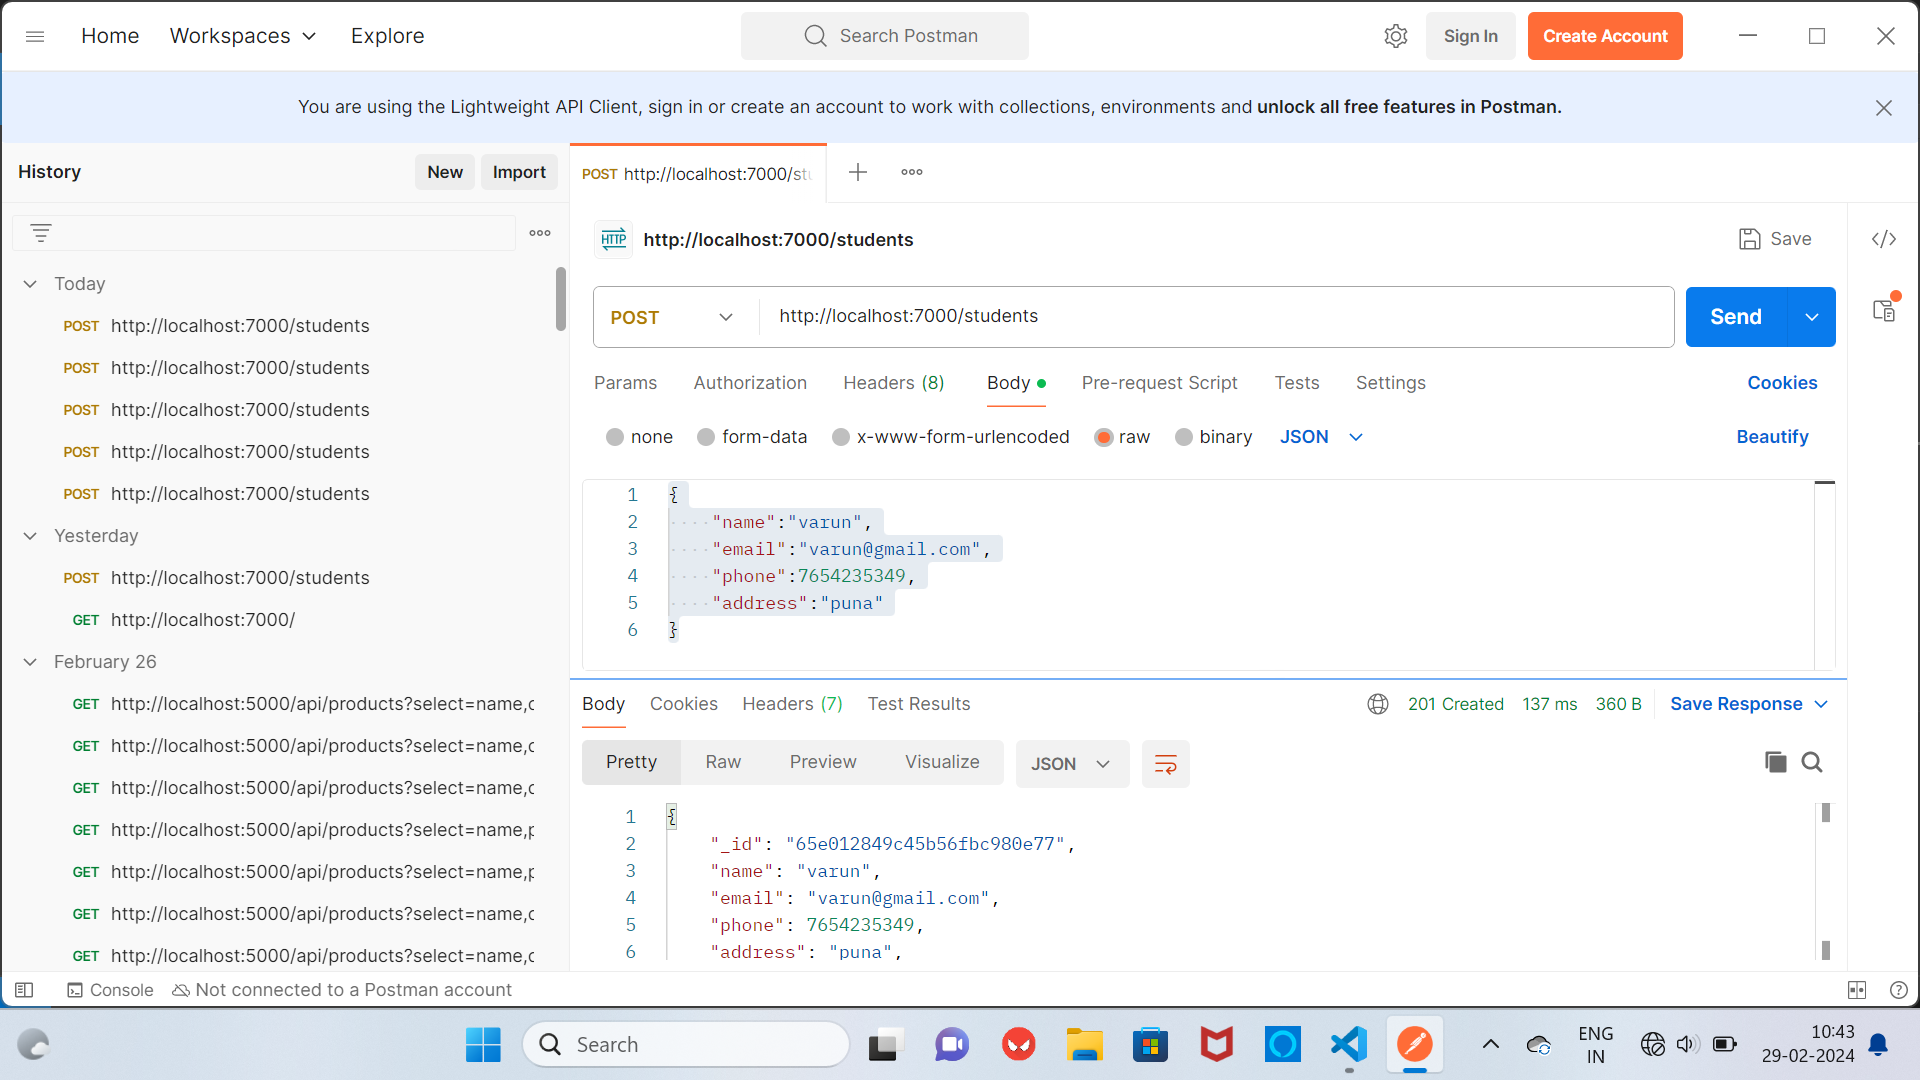 Home Workspaces Explore
Search Postman
Sign In Create Account
You are using the Lightweight API Client, sign in or create an account to work with collections, environments and unlock all free features in Postman.
History New Import
Today
POST http://localhost:7000/students
POST http://localhost:7000/students
POST http://localhost:7000/students
POST http://localhost:7000/students
POST http://localhost:7000/students
Yesterday
POST http://localhost:7000/students
GET http://localhost:7000/
February 26
GET http://localhost:5000/api/products?select=name,c
GET http://localhost:5000/api/products?select=name,c
GET http://localhost:5000/api/products?select=name,c
GET http://localhost:5000/api/products?select=name,p
GET http://localhost:5000/api/products?select=name,p
GET http://localhost:5000/api/products?select=name,c
GET http://localhost:5000/api/products?select=name,c
POST http://localhost:7000/stu
HTTP http://localhost:7000/students Save
POST http://localhost:7000/students Send
Params Authorization Headers (8) Body Pre-request Script Tests Settings Cookies
none form-data x-www-form-urlencoded raw binary JSON Beautify
1 {
2 "name":"varun",
3 "email":"varun@gmail.com",
4 "phone":7654235349,
5 "address":"puna"
6 }
Body Cookies Headers (7) Test Results 201 Created 137 ms 360 B Save Response
Pretty Raw Preview Visualize JSON
1 {
2 "_id": "65e012849c45b56fbc980e77",
3 "name": "varun",
4 "email": "varun@gmail.com",
5 "phone": 7654235349,
6 "address": "puna",
Console Not connected to a Postman account
Search
ENG
IN
10:43
29-02-2024